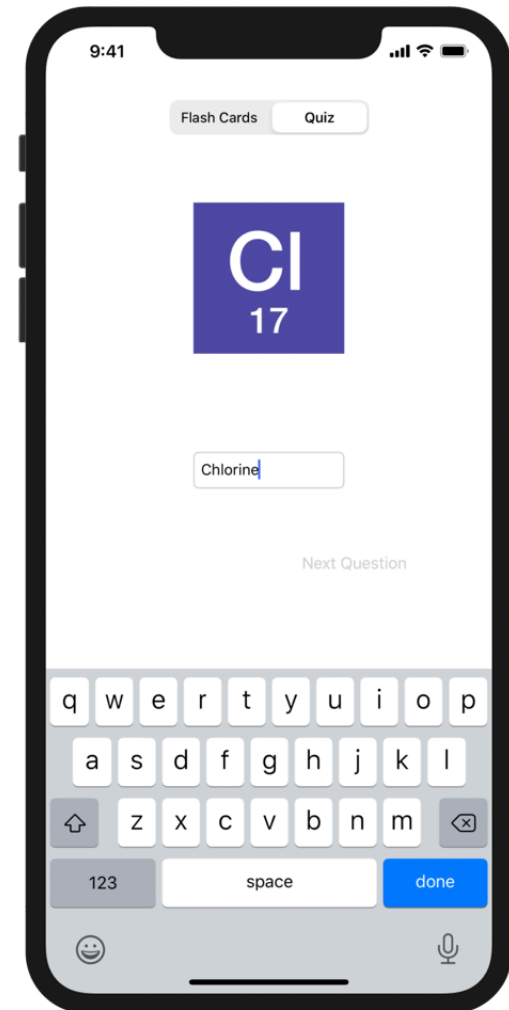 9:41
Flash Cards Quiz
Cl
17
Chlorine
Next Question
q w e r t y u i o p
a s d f g h j k l
z x c v b n m
123 space done